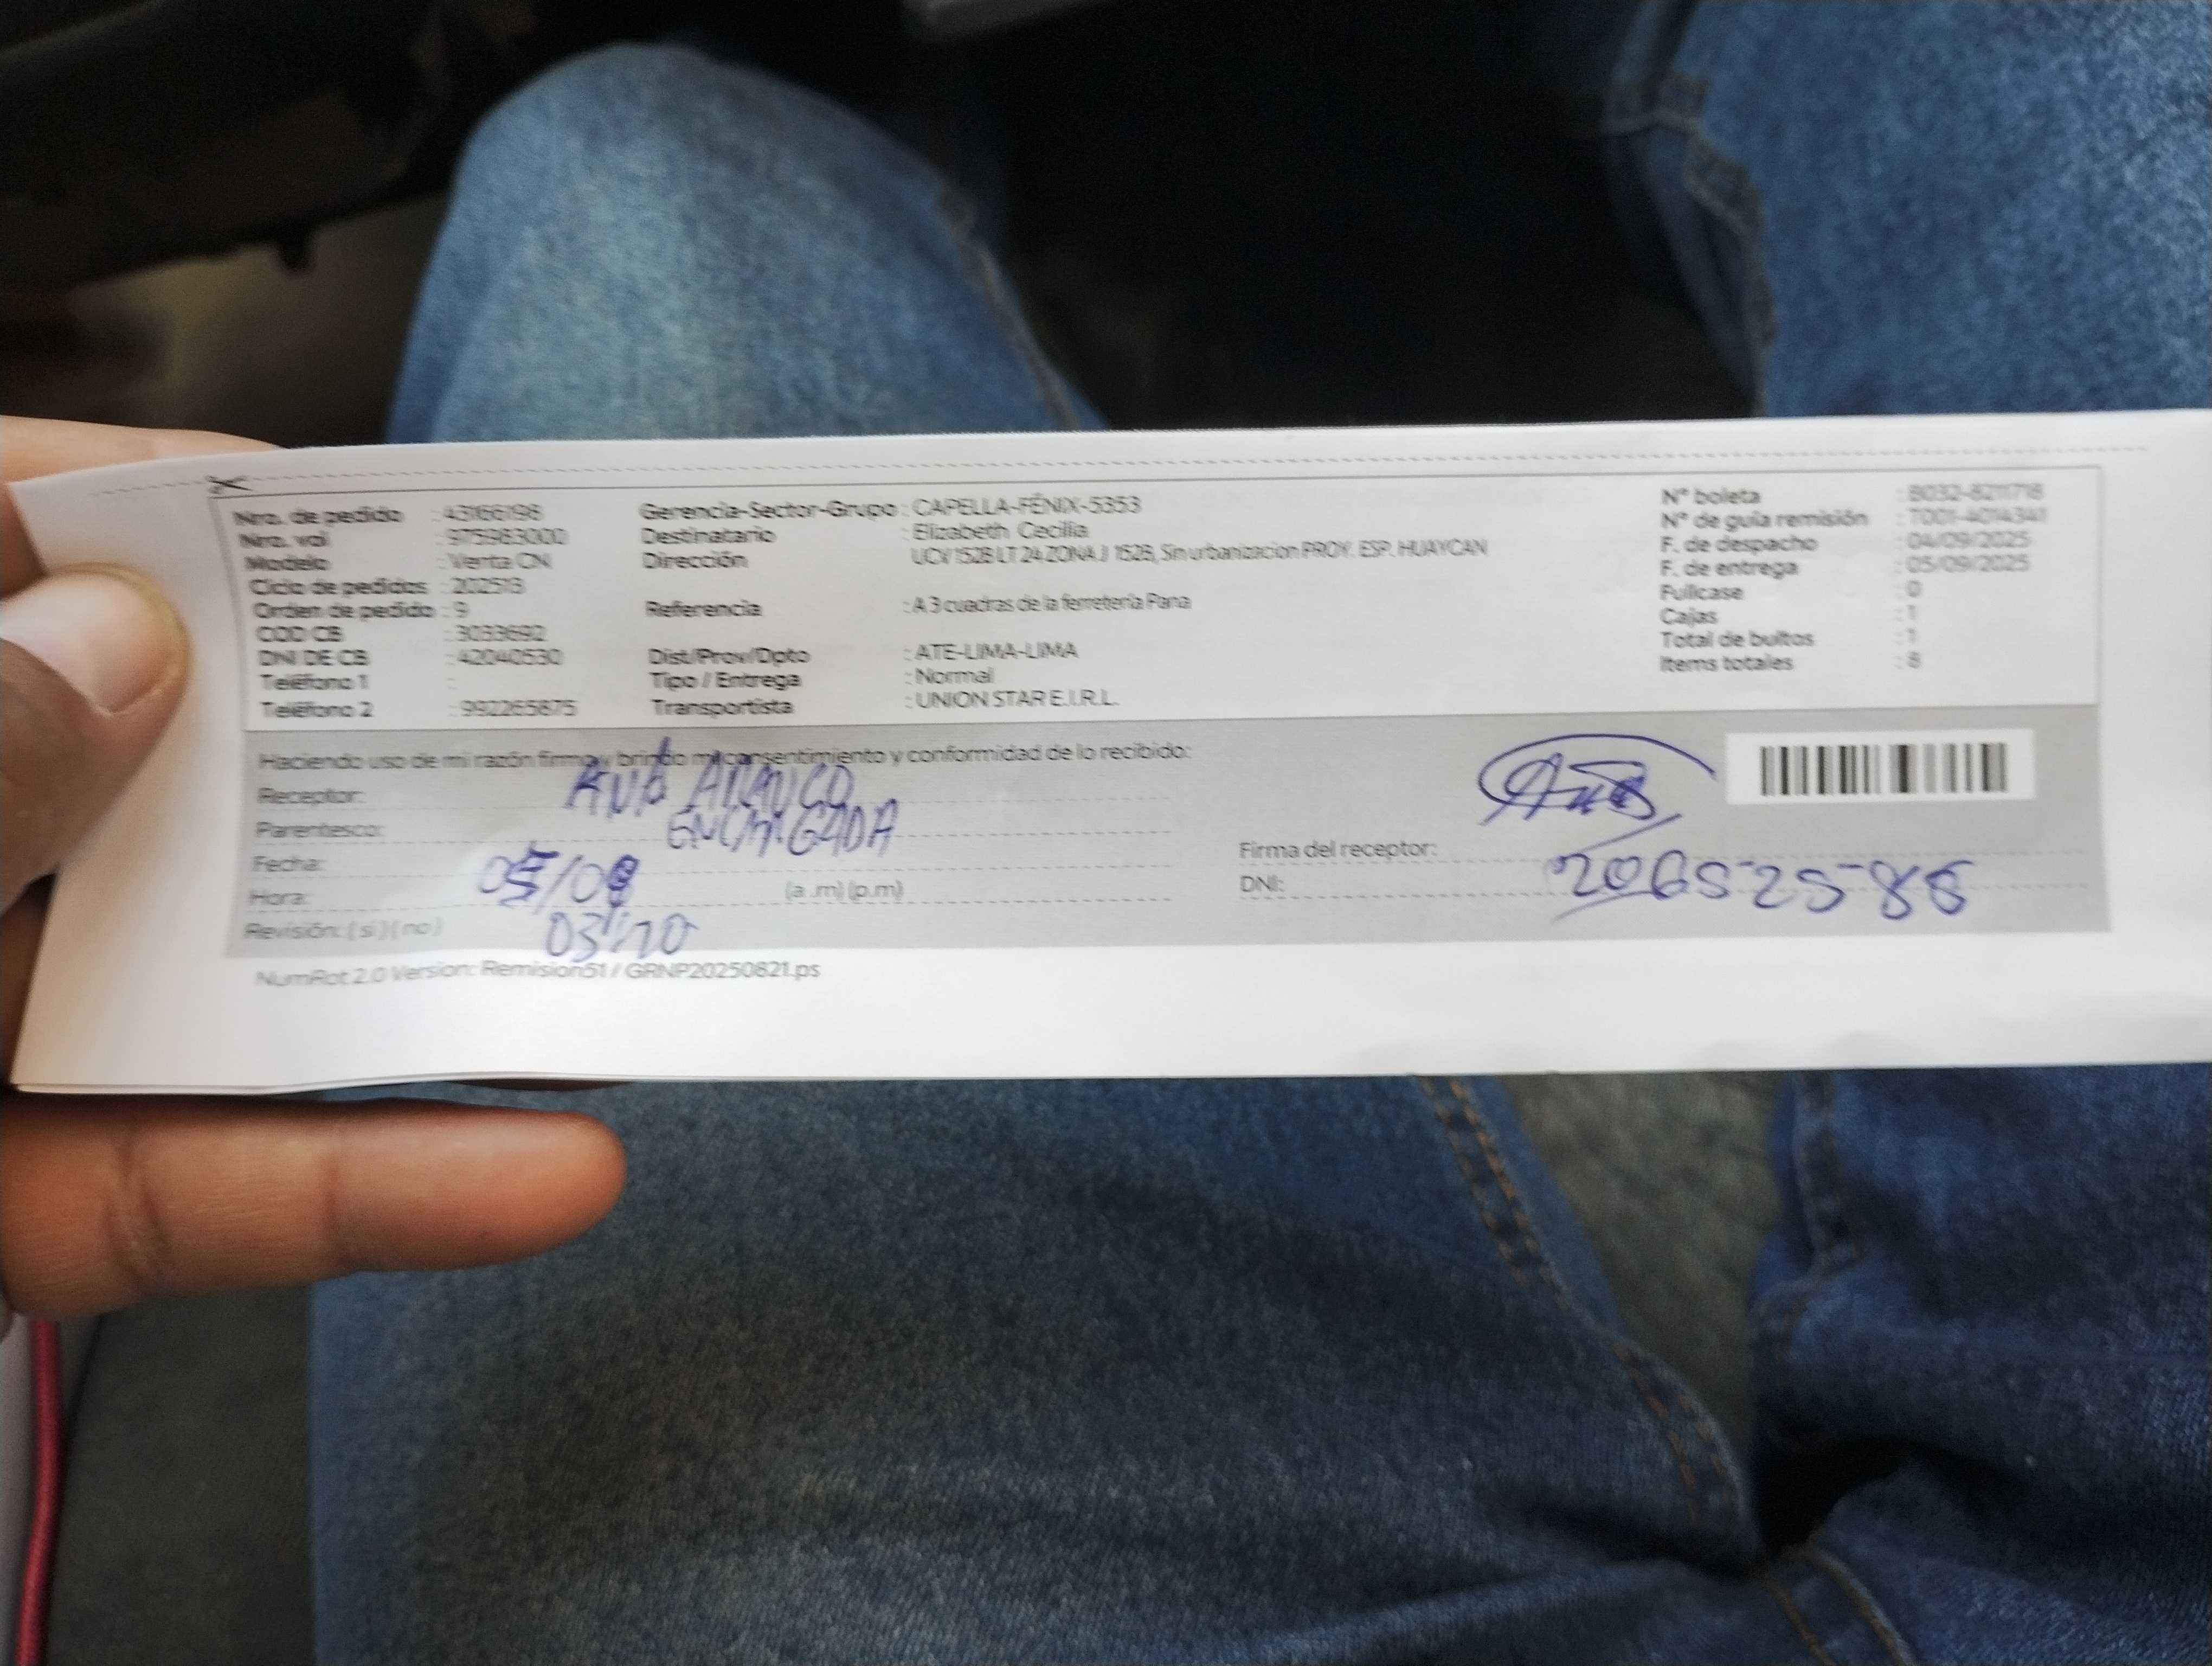 Nro. de pedido : 43166198
Nro. vol : 975983000
Modelo : Venta CN
Ciclo de pedidos : 202513
Orden de pedido : 9
COD CB : 3033692
DNI DE CB : 42040530
Teléfono 1 :
Teléfono 2 : 992265875
Gerencia-Sector-Grupo : CAPELLA-FÉNIX-5353
Destinatario : Elizabeth Cecilia
Dirección UCV 152B LT 24 ZONA J 152B, Sin urbanizacion PROY. ESP. HUAYCAN
Referencia : A 3 cuadras de la ferretería Pana
Dist/Prov/Dpto : ATE-LIMA-LIMA
Tipo / Entrega : Normal
Transportista : UNION STAR E.I.R.L.
N° boleta : B032-8211718
N° de guía remisión : T001-4014341
F. de despacho : 04/09/2025
F. de entrega : 05/09/2025
Fullcase : 0
Cajas : 1
Total de bultos : 1
Items totales : 8
Haciendo uso de mi razón firmo y brindo mi consentimiento y conformidad de lo recibido:
Receptor: ANA
Parentesco:
Fecha: 05/09
Hora: 03:20 (a .m) (p.m)
Revisión: ( si ) ( no )
Firma del receptor:
DNI:
NumRot 2.0 Version: Remision51 / GRNP20250821.ps